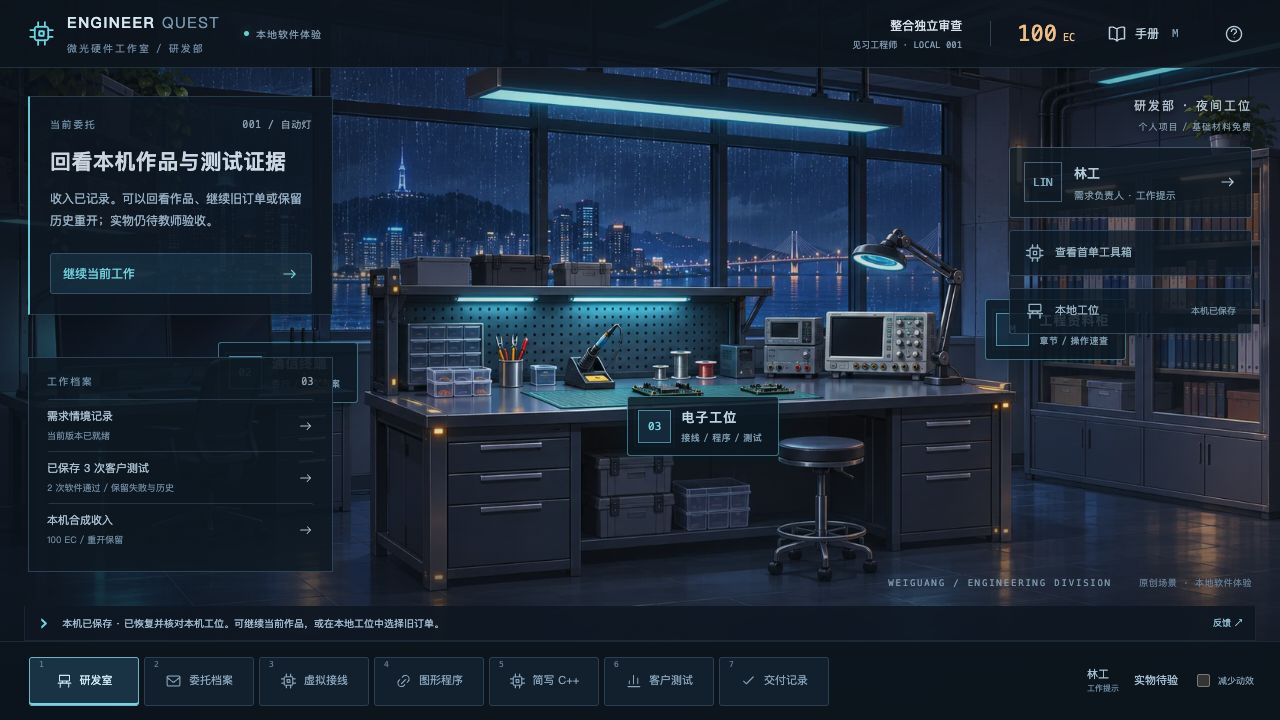 ENGINEER QUEST
微光硬件工作室 / 研发部
本地软件体验
整合独立审查
见习工程师 · LOCAL 001
100 EC
手册 M
当前委托
001 / 自动灯
回看本机作品与测试证据
收入已记录。可以回看作品、继续旧订单或保留
历史重开；实物仍待教师验收。
继续当前工作
研发部 · 夜间工位
个人项目 / 基础材料免费
LIN
林工
需求负责人 · 工作提示
查看首单工具箱
本地工位
本机已保存
工程资料柜
章节 / 操作速查
02
通信终端
工作档案
03
需求情境记录
当前版本已就绪
已保存 3 次客户测试
2 次软件通过 / 保留失败与历史
本机合成收入
100 EC / 重开保留
03
电子工位
接线 / 程序 / 测试
WEIGUANG / ENGINEERING DIVISION
原创场景 · 本地软件体验
本机已保存 · 已恢复并核对本机工位。可继续当前作品，或在本地工位中选择旧订单。
反馈 ↗
1 研发室
2 委托档案
3 虚拟接线
4 图形程序
5 简写 C++
6 客户测试
7 交付记录
林工
工作提示
实物待验
减少动效